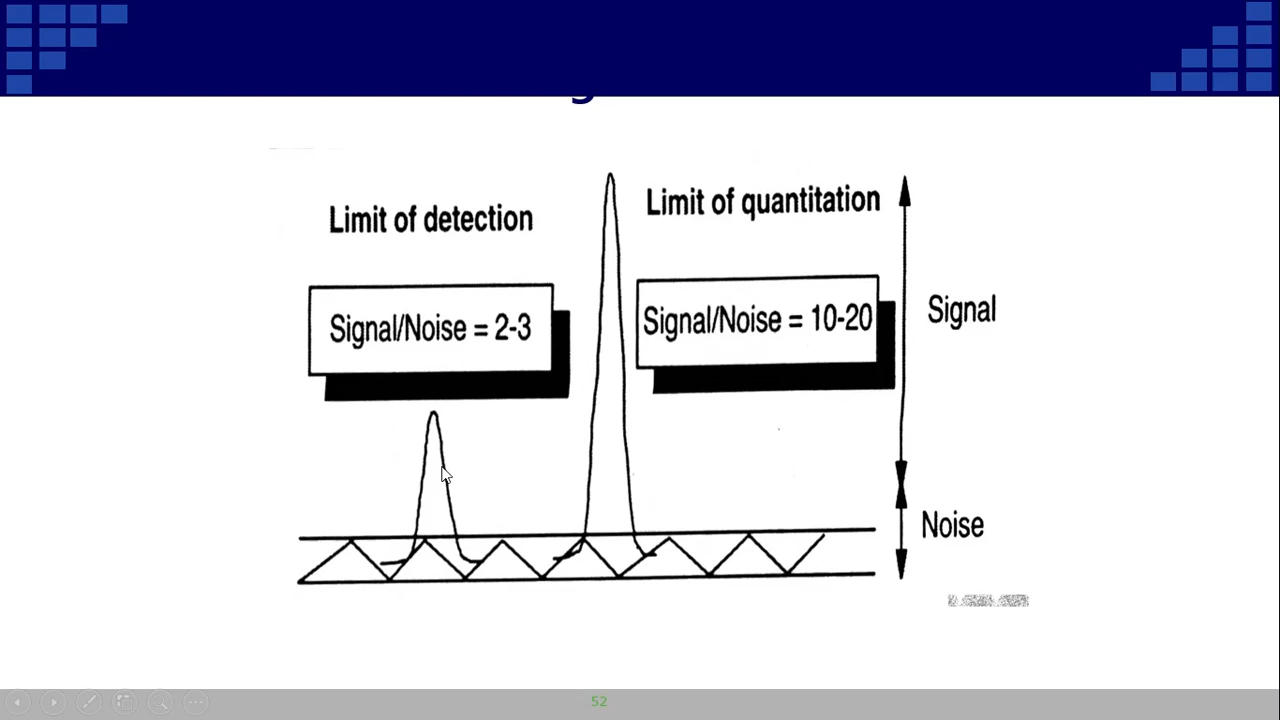 Limit of detection
Limit of quantitation
Signal/Noise = 2-3
Signal/Noise = 10-20
Signal
Noise
52